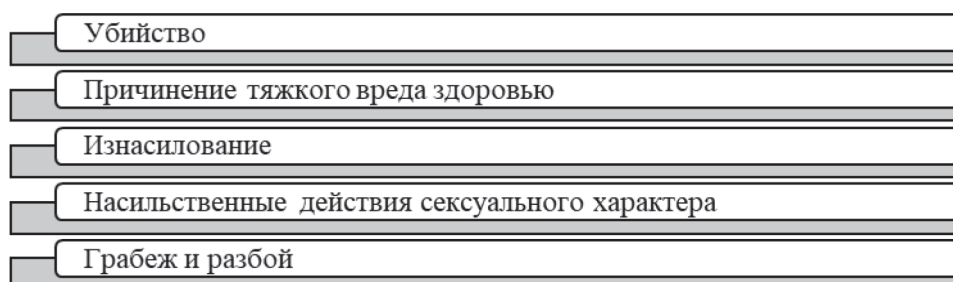 Убийство
Причинение тяжкого вреда здоровью
Изнасилование
Насильственные действия сексуального характера
Грабеж и разбой